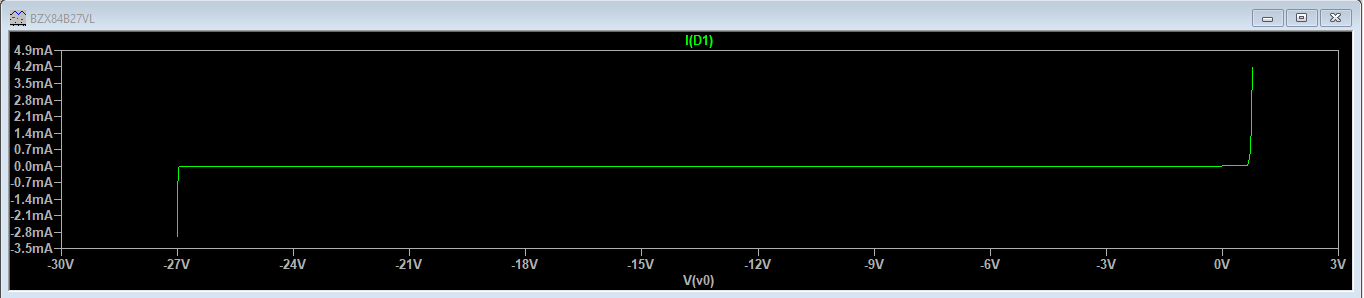 BZX84B27VL
I(D1)
4.9mA
4.2mA
3.5mA
2.8mA
2.1mA
1.4mA
0.7mA
0.0mA
-0.7mA
-1.4mA
-2.1mA
-2.8mA
-3.5mA
-30V -27V -24V -21V -18V -15V -12V -9V -6V -3V 0V 3V
V(v0)